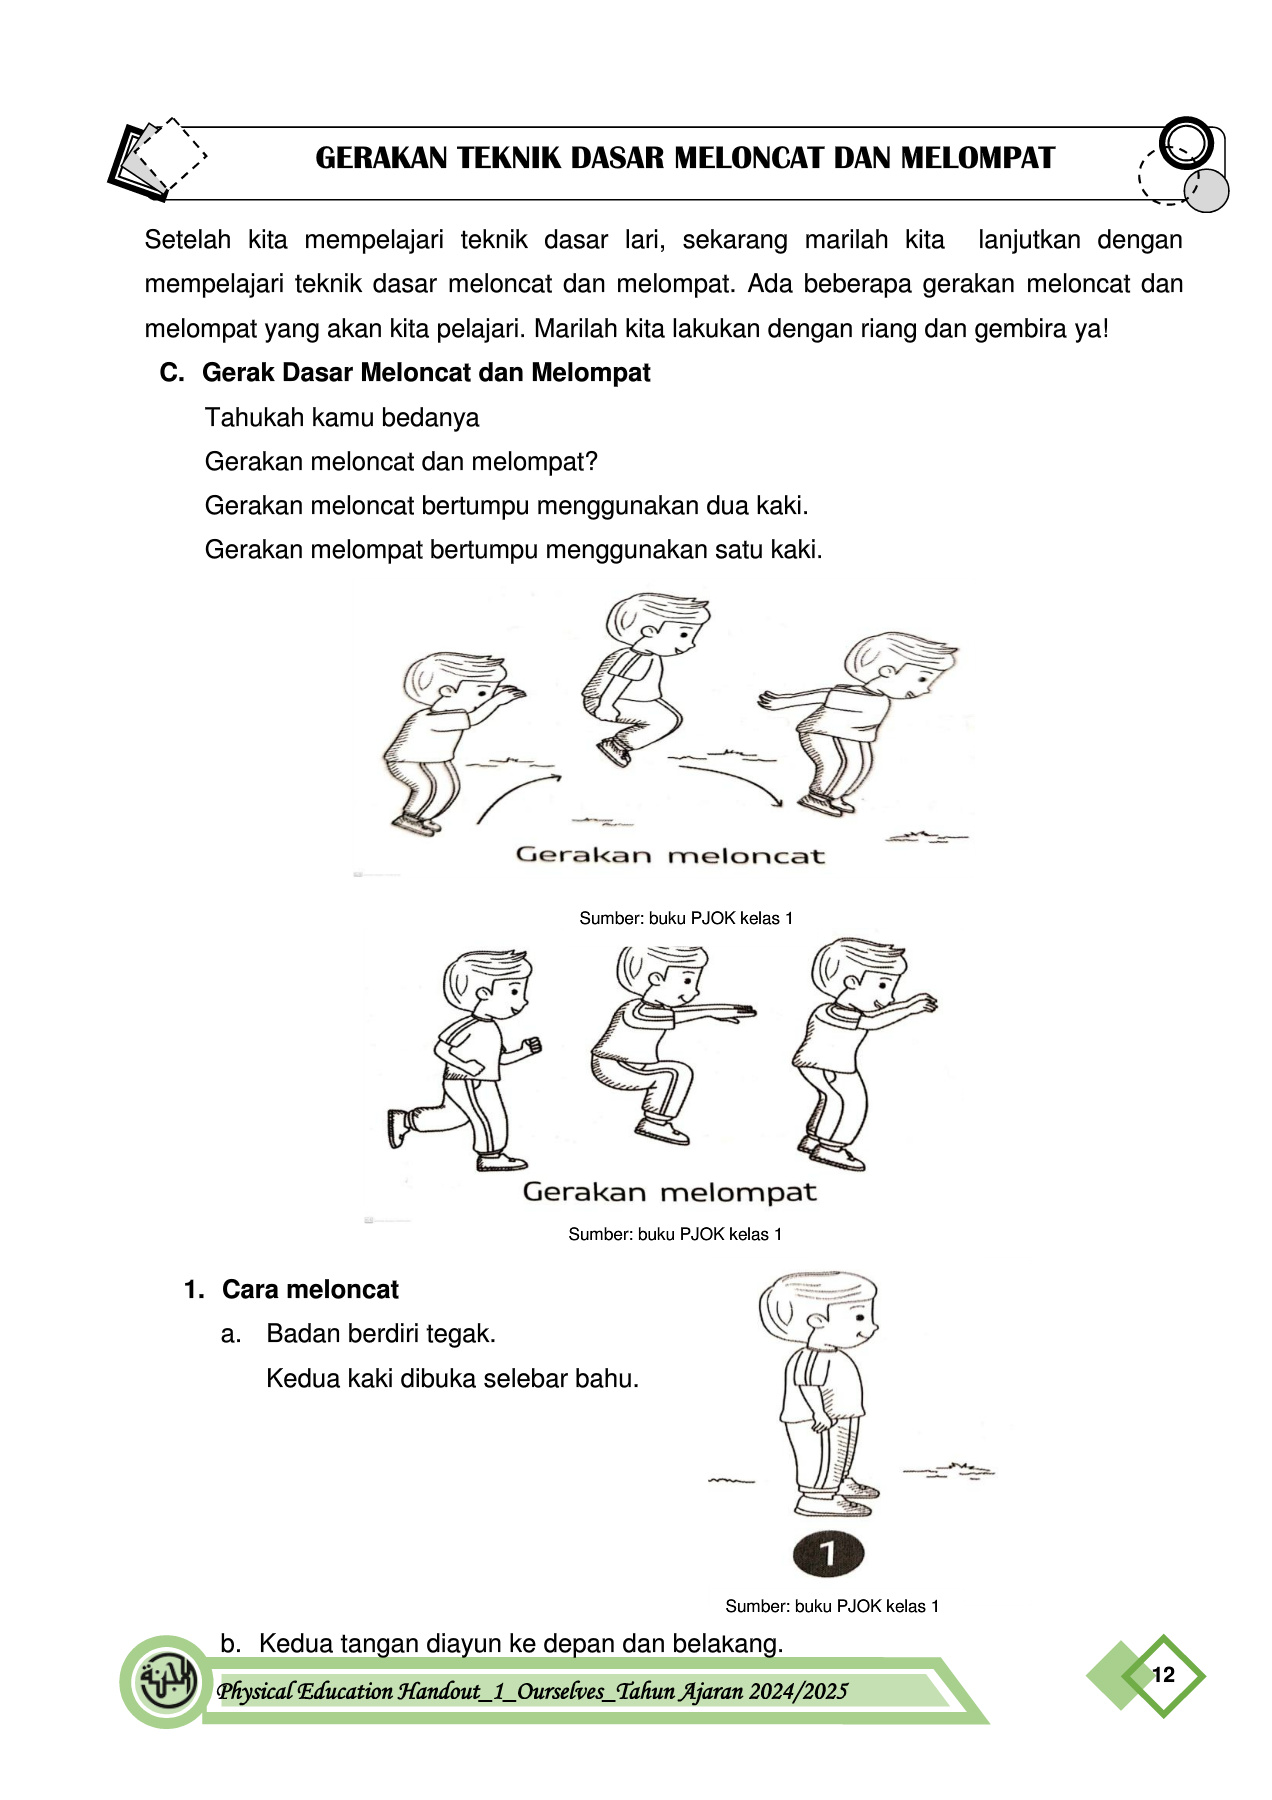 GERAKAN TEKNIK DASAR MELONCAT DAN MELOMPAT
Setelah kita mempelajari teknik dasar lari, sekarang marilah kita lanjutkan dengan
mempelajari teknik dasar meloncat dan melompat. Ada beberapa gerakan meloncat dan
melompat yang akan kita pelajari. Marilah kita lakukan dengan riang dan gembira ya!
C. Gerak Dasar Meloncat dan Melompat
Tahukah kamu bedanya
Gerakan meloncat dan melompat?
Gerakan meloncat bertumpu menggunakan dua kaki.
Gerakan melompat bertumpu menggunakan satu kaki.
Gerakan meloncat
Sumber: buku PJOK kelas 1
Gerakan melompat
Sumber: buku PJOK kelas 1
1. Cara meloncat
a. Badan berdiri tegak.
Kedua kaki dibuka selebar bahu.
1
Sumber: buku PJOK kelas 1
b. Kedua tangan diayun ke depan dan belakang.
Physical Education Handout_1_Ourselves_Tahun Ajaran 2024/2025
12